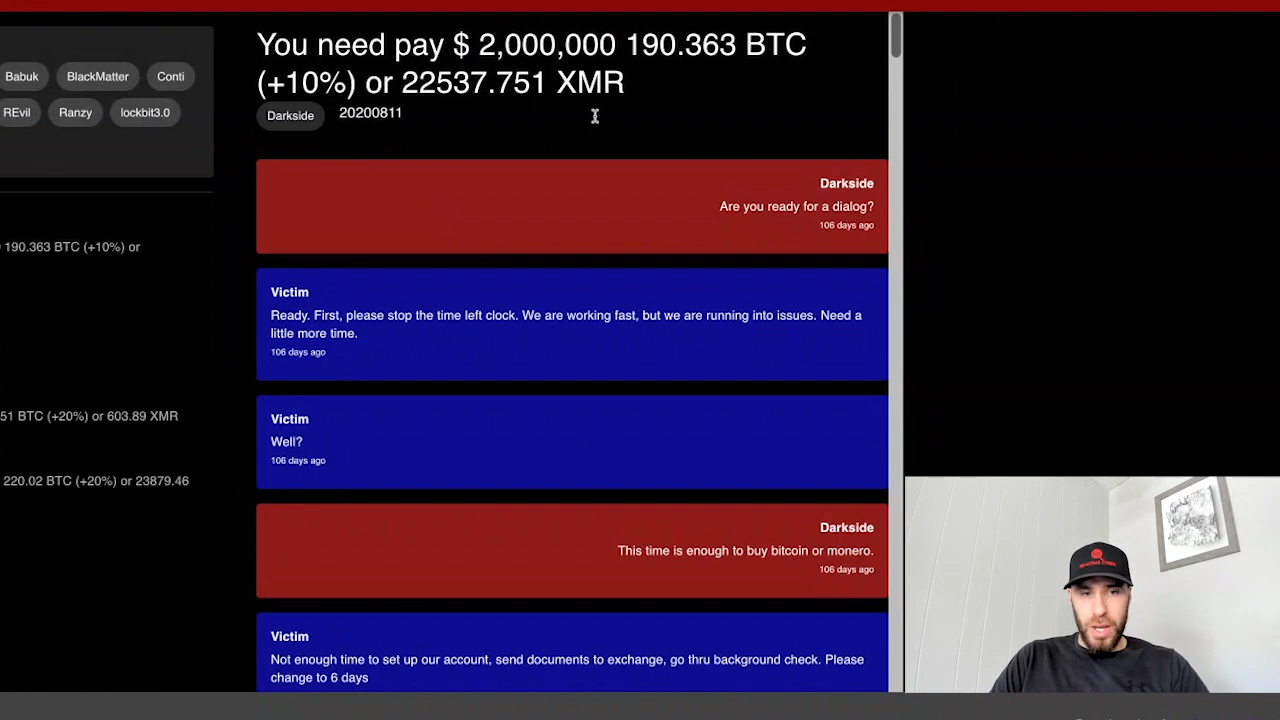 Babuk
BlackMatter
Conti
REvil
Ranzy
lockbit3.0
190.363 BTC (+10%) or
51 BTC (+20%) or 603.89 XMR
220.02 BTC (+20%) or 23879.46
You need pay $ 2,000,000 190.363 BTC
(+10%) or 22537.751 XMR
Darkside
20200811
Darkside
Are you ready for a dialog?
106 days ago
Victim
Ready. First, please stop the time left clock. We are working fast, but we are running into issues. Need a
little more time.
106 days ago
Victim
Well?
106 days ago
Darkside
This time is enough to buy bitcoin or monero.
106 days ago
Victim
Not enough time to set up our account, send documents to exchange, go thru background check. Please
change to 6 days